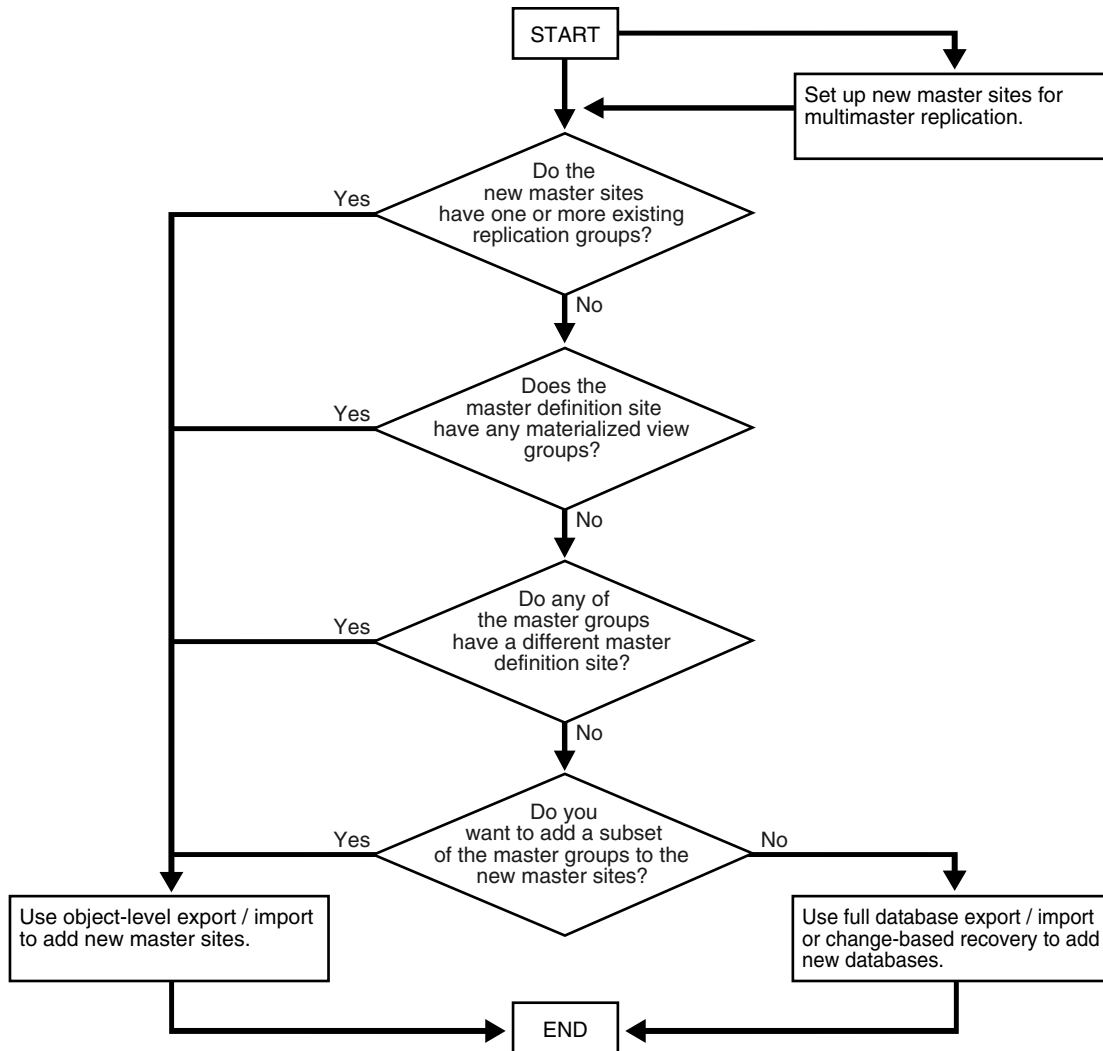 START
Set up new master sites for
multimaster replication.
Do the
new master sites
have one or more existing
replication groups?
Yes
No
Does the
master definition site
have any materialized view
groups?
Yes
No
Do any of
the master groups
have a different master
definition site?
Yes
No
Do you
want to add a subset
of the master groups to the
new master sites?
Yes
No
Use object-level export / import
to add new master sites.
Use full database export / import
or change-based recovery to add
new databases.
END